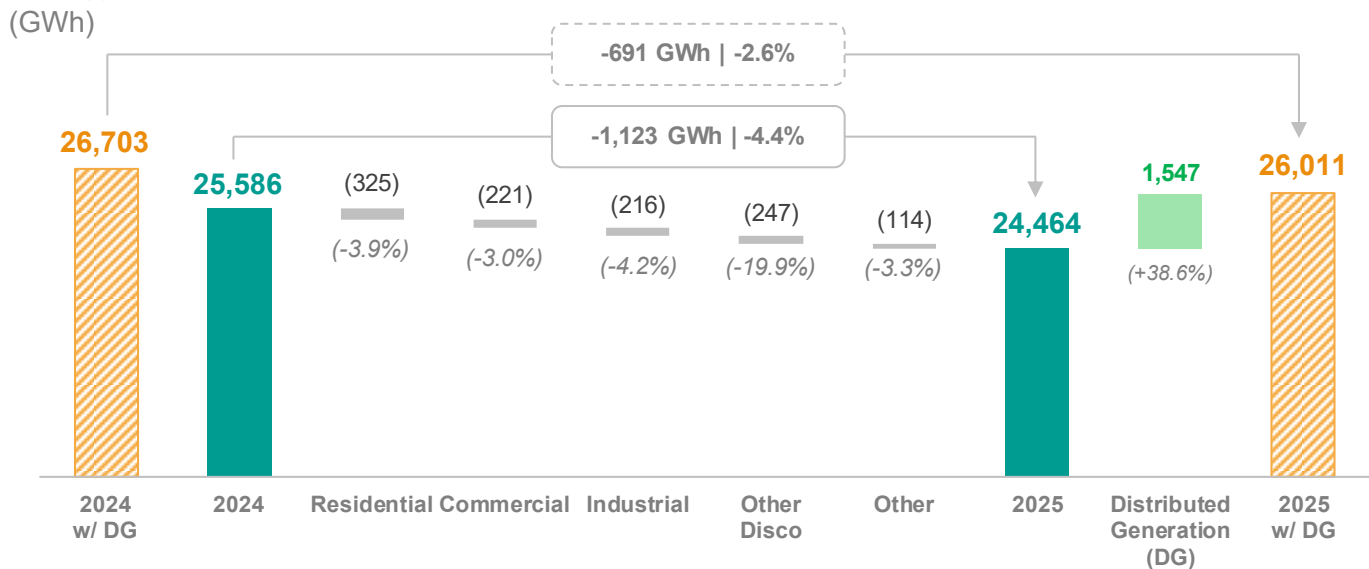 (GWh)
-691 GWh | -2.6%
-1,123 GWh | -4.4%
26,703
25,586
(325)
(-3.9%)
(221)
(-3.0%)
(216)
(-4.2%)
(247)
(-19.9%)
(114)
(-3.3%)
24,464
1,547
(+38.6%)
26,011
2024
w/ DG
2024
Residential
Commercial
Industrial
Other
Disco
Other
2025
Distributed
Generation
(DG)
2025
w/ DG